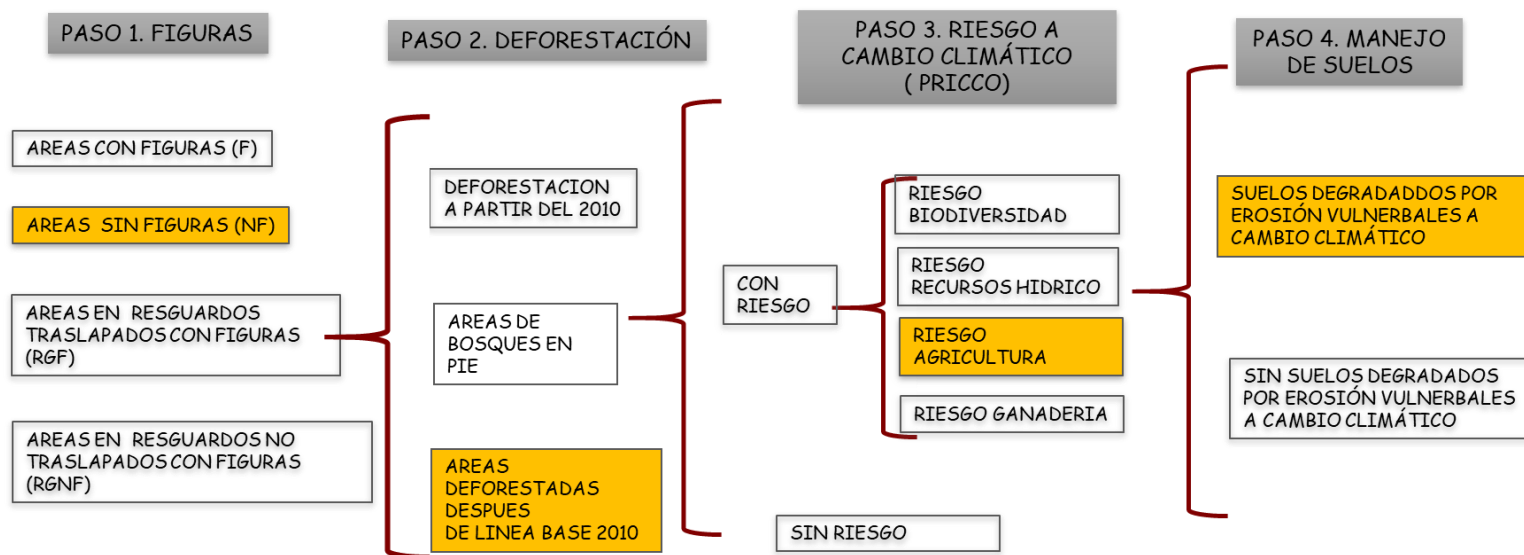 PASO 1. FIGURAS
AREAS CON FIGURAS (F)
AREAS SIN FIGURAS (NF)
AREAS EN RESGUARDOS
TRASLAPADOS CON FIGURAS
(RGF)
AREAS EN RESGUARDOS NO
TRASLAPADOS CON FIGURAS
(RGNF)
PASO 2. DEFORESTACIÓN
DEFORESTACION
A PARTIR DEL 2010
AREAS DE
BOSQUES EN
PIE
AREAS
DEFORESTADAS
DESPUES
DE LINEA BASE 2010
PASO 3. RIESGO A
CAMBIO CLIMÁTICO
( PRICCO)
CON
RIESGO
RIESGO
BIODIVERSIDAD
RIESGO
RECURSOS HIDRICO
RIESGO
AGRICULTURA
RIESGO GANADERIA
SIN RIESGO
PASO 4. MANEJO
DE SUELOS
SUELOS DEGRADADDOS POR
EROSIÓN VULNERBALES A
CAMBIO CLIMÁTICO
SIN SUELOS DEGRADADOS
POR EROSIÓN VULNERBALES
A CAMBIO CLIMÁTICO